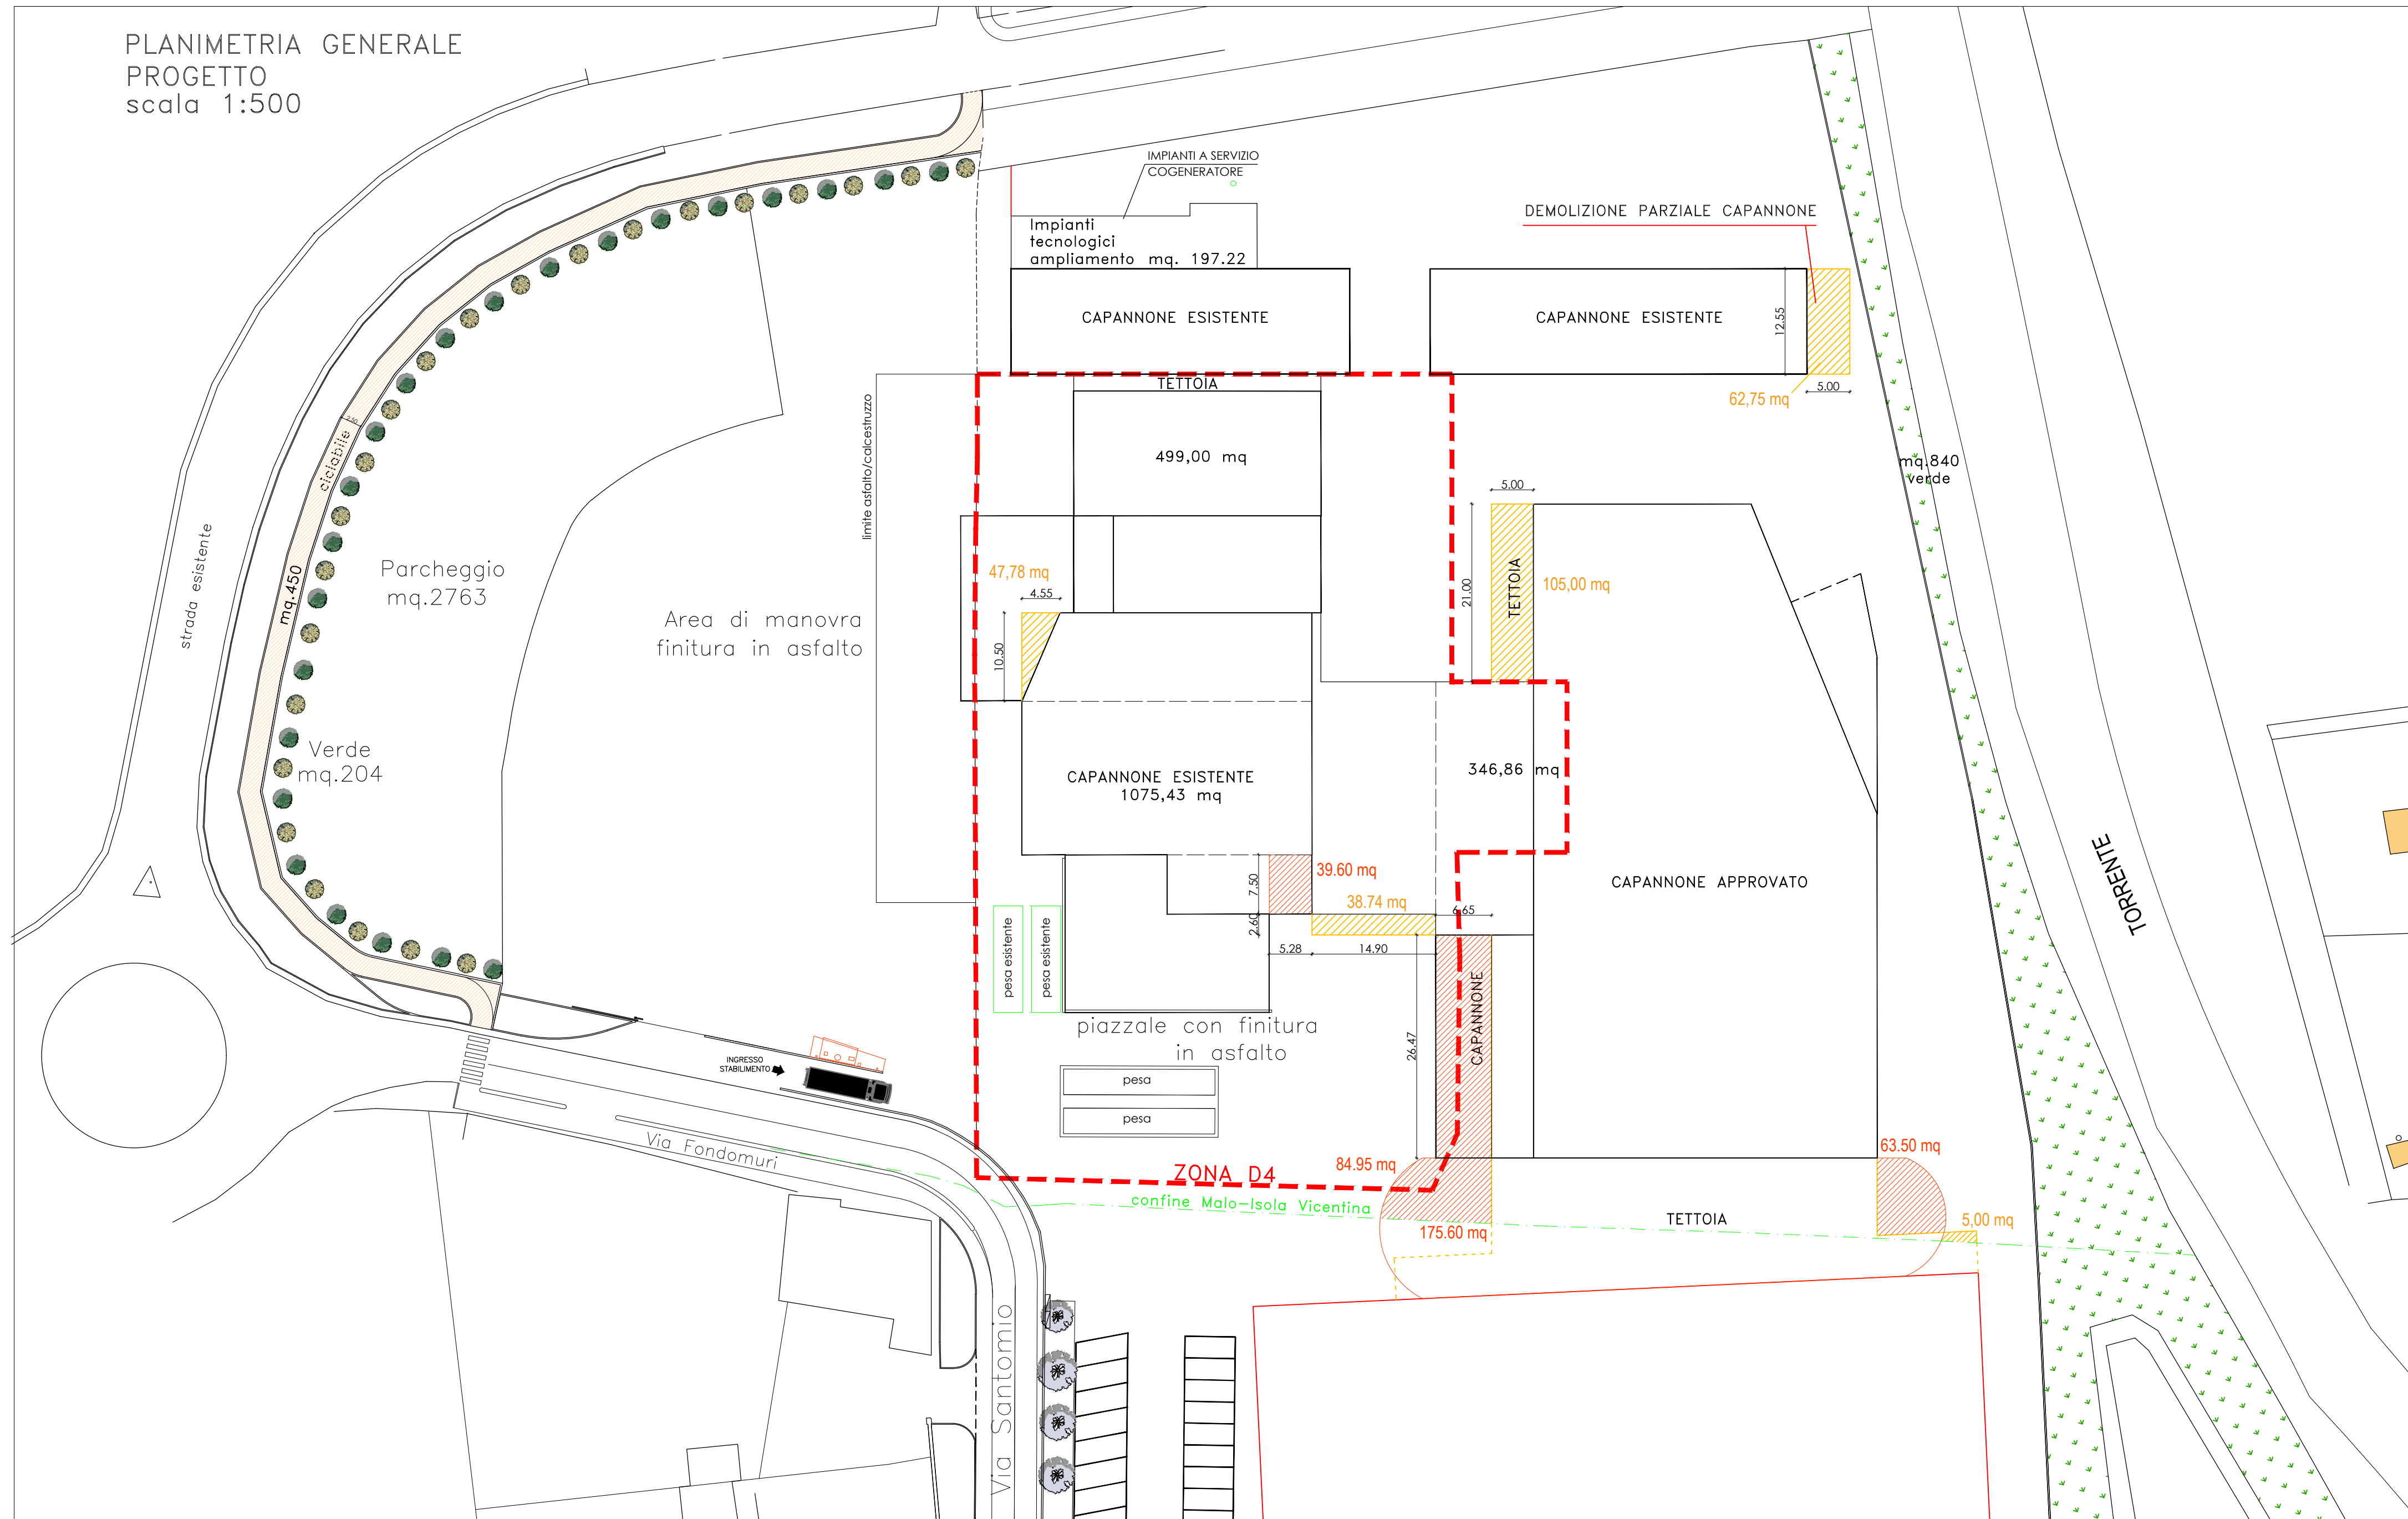 PLANIMETRIA GENERALE
PROGETTO
scala 1:500
IMPIANTI A SERVIZIO
COGENERATORE
Impianti
tecnologici
ampliamento mq. 197.22
DEMOLIZIONE PARZIALE CAPANNONE
CAPANNONE ESISTENTE
CAPANNONE ESISTENTE
12.55
5.00
62,75 mq
TETTOIA
limite asfalto/calcestruzzo
499,00 mq
2.50
ciclabile
mq.450
strada esistente
Parcheggio
mq.2763
Area di manovra
finitura in asfalto
Verde
mq.204
47,78 mq
4.55
10.50
5.00
21.00
TETTOIA
105,00 mq
mq.840
verde
CAPANNONE ESISTENTE
1075,43 mq
346,86 mq
39.60 mq
7.50
38.74 mq
2.60
6.65
5.28
14.90
CAPANNONE APPROVATO
TORRENTE
pesa esistente
pesa esistente
CAPANNONE
26.47
piazzale con finitura
in asfalto
INGRESSO
STABILIMENTO
pesa
pesa
Via Fondomuri
ZONA D4
84.95 mq
63.50 mq
confine Malo-Isola Vicentina
175.60 mq
TETTOIA
5,00 mq
Via Santomio